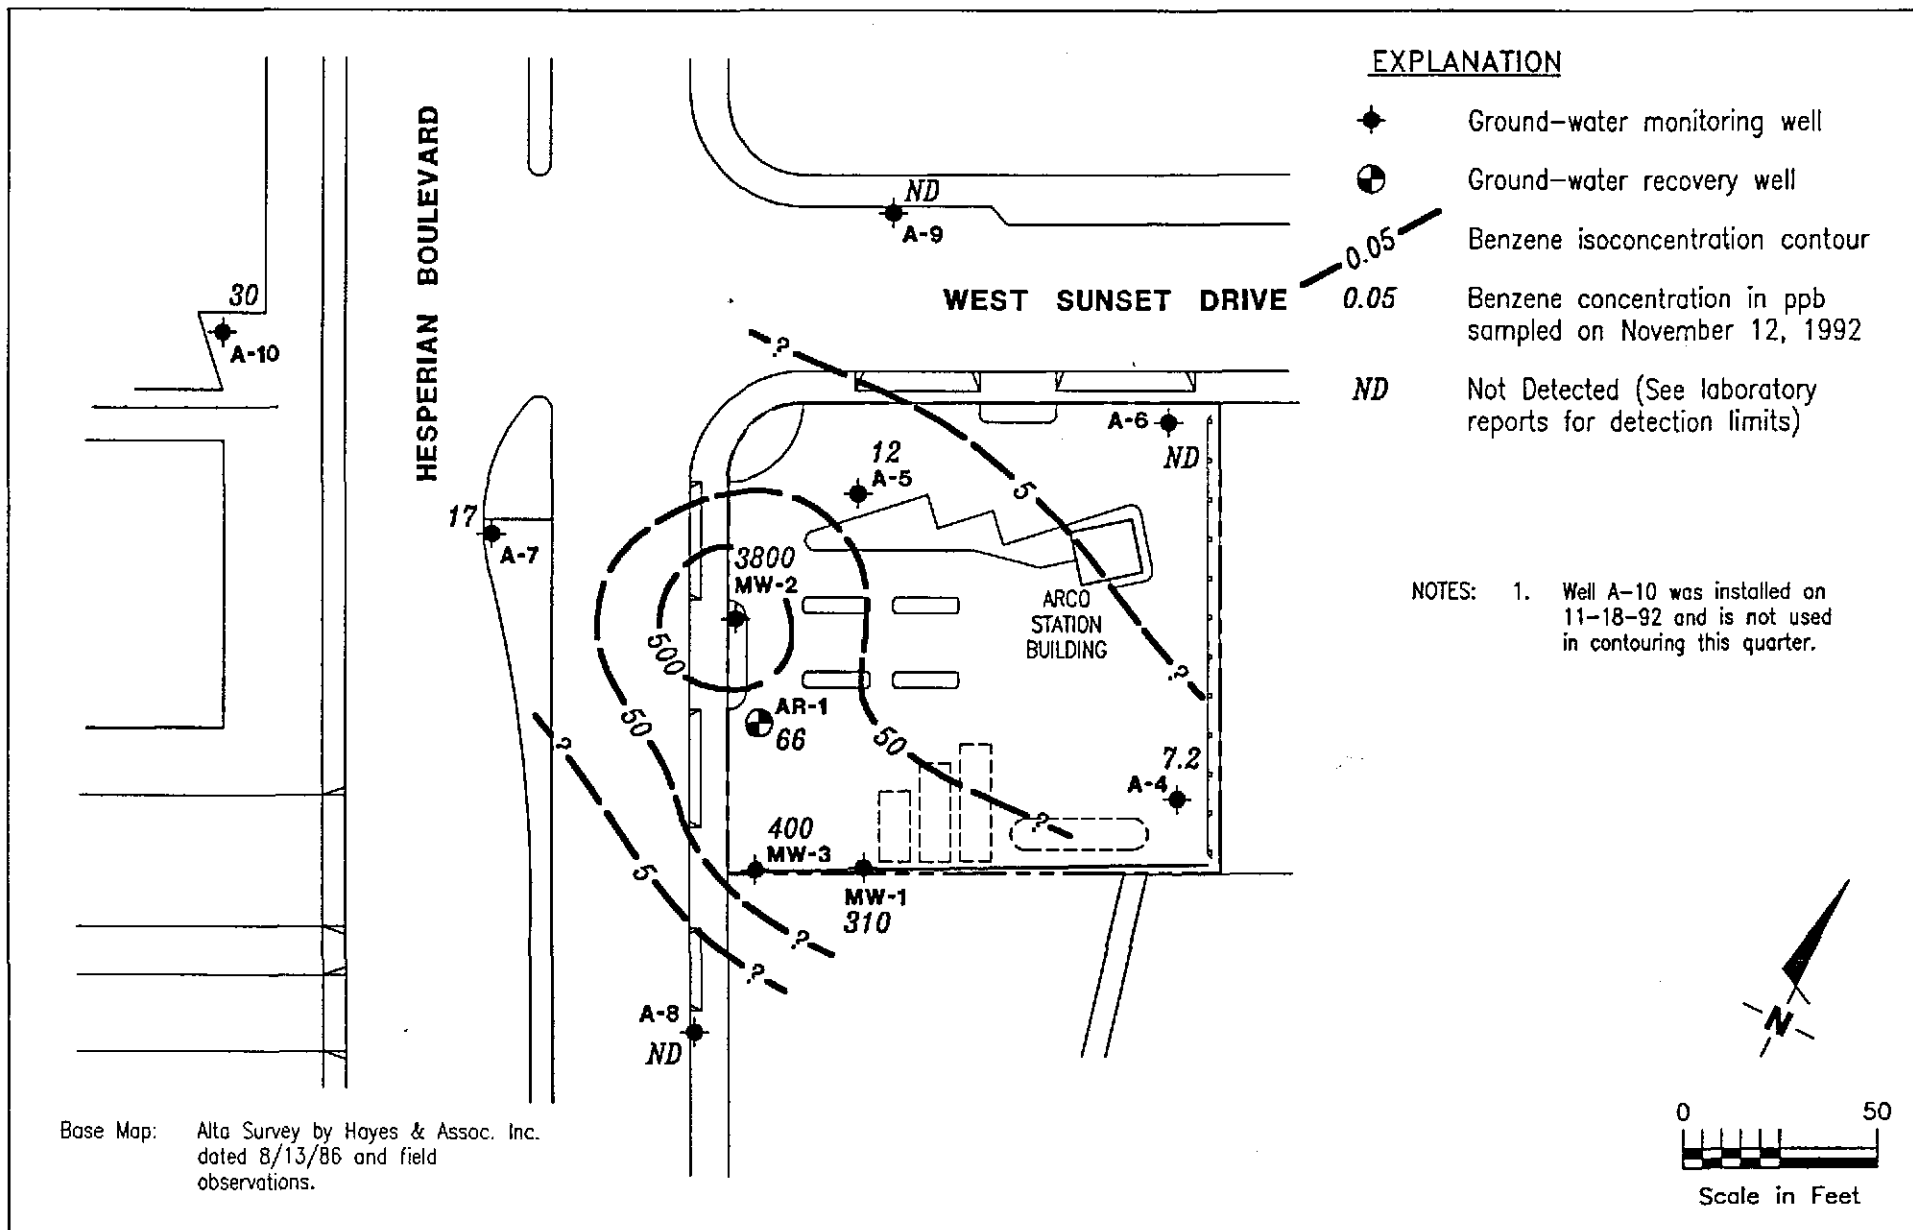 EXPLANATION
Ground-water monitoring well
Ground-water recovery well
0.05
Benzene isoconcentration contour
0.05
Benzene concentration in ppb
sampled on November 12, 1992
ND
Not Detected (See laboratory
reports for detection limits)
NOTES: 1. Well A-10 was installed on
11-18-92 and is not used
in contouring this quarter.
HESPERIAN BOULEVARD
WEST SUNSET DRIVE
ND
A-9
30
A-10
?
A-6
ND
12
A-5
5
17
A-7
3800
MW-2
ARCO
STATION
BUILDING
500
?
50
AR-1
66
?
50
7.2
A-4
?
400
MW-3
5
MW-1
310
?
?
A-8
ND
N
0 50
Scale in Feet
Base Map: Alta Survey by Hayes & Assoc. Inc.
dated 8/13/86 and field
observations.